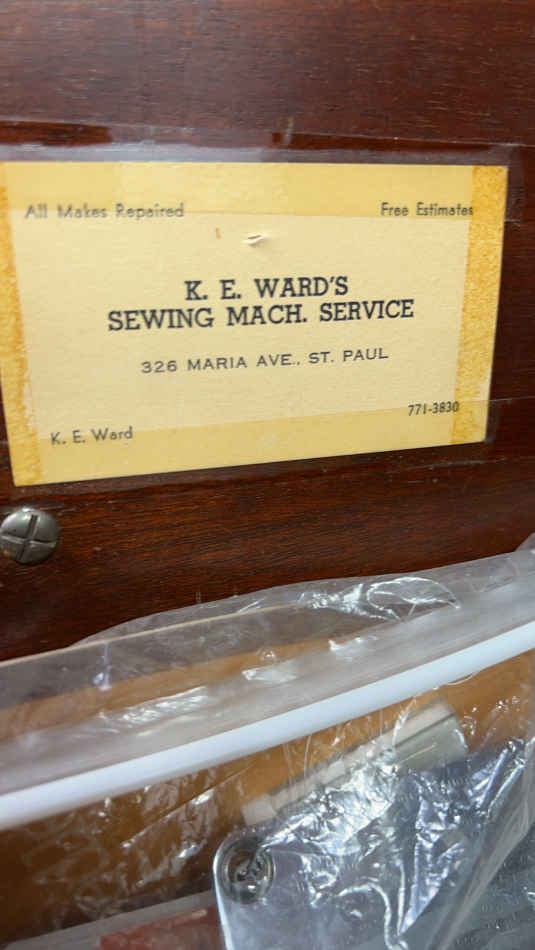 All Makes Repaired Free Estimates
K. E. WARD'S
SEWING MACH. SERVICE
326 MARIA AVE., ST. PAUL
771-3830
K. E. Ward